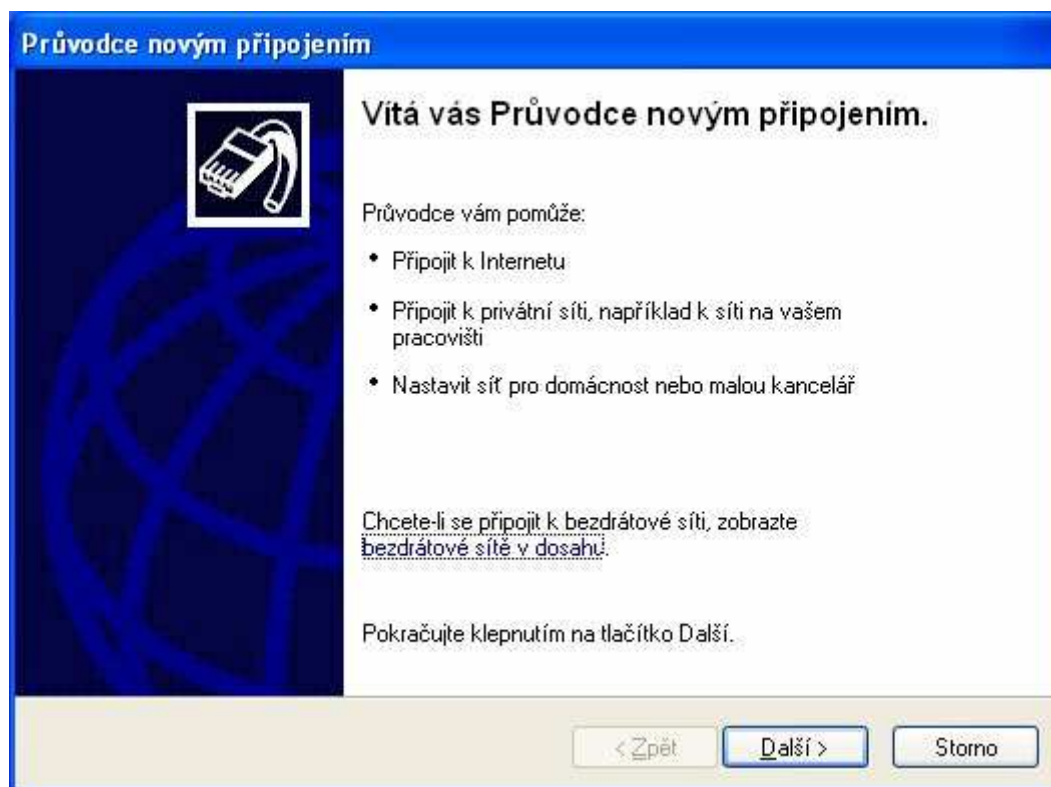 Průvodce novým připojením
Vítá vás Průvodce novým připojením.
Průvodce vám pomůže:
• Připojit k Internetu
• Připojit k privátní síti, například k síti na vašem
pracovišti
• Nastavit síť pro domácnost nebo malou kancelář
Chcete-li se připojit k bezdrátové síti, zobrazte
bezdrátové sítě v dosahu.
Pokračujte klepnutím na tlačítko Další.
< Zpět Další > Storno